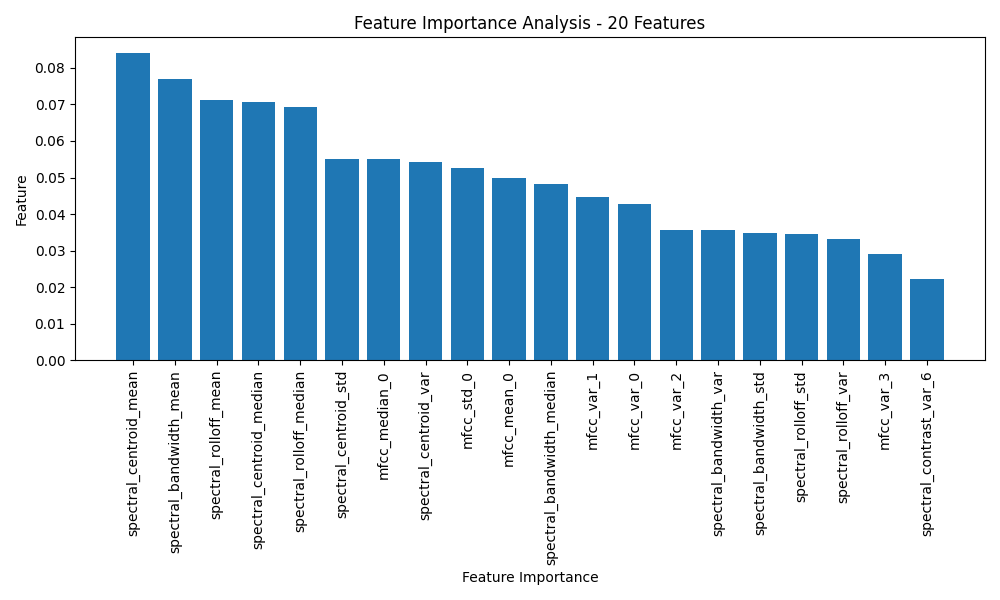 Feature Importance Analysis - 20 Features
Feature
0.08
0.07
0.06
0.05
0.04
0.03
0.02
0.01
0.00
spectral_centroid_mean
spectral_bandwidth_mean
spectral_rolloff_mean
spectral_centroid_median
spectral_rolloff_median
spectral_centroid_std
mfcc_median_0
spectral_centroid_var
mfcc_std_0
mfcc_mean_0
spectral_bandwidth_median
mfcc_var_1
mfcc_var_0
mfcc_var_2
spectral_bandwidth_var
spectral_bandwidth_std
spectral_rolloff_std
spectral_rolloff_var
mfcc_var_3
spectral_contrast_var_6
Feature Importance